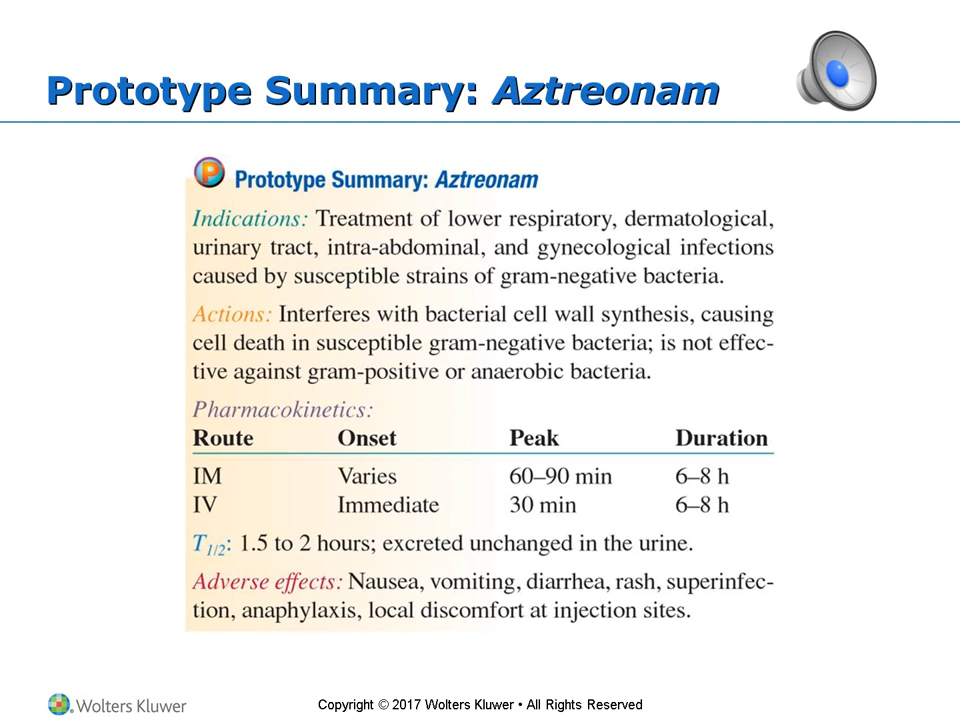 Prototype Summary: Aztreonam
P Prototype Summary: Aztreonam
Indications: Treatment of lower respiratory, dermatological,
urinary tract, intra-abdominal, and gynecological infections
caused by susceptible strains of gram-negative bacteria.
Actions: Interferes with bacterial cell wall synthesis, causing
cell death in susceptible gram-negative bacteria; is not effec-
tive against gram-positive or anaerobic bacteria.
Pharmacokinetics:
Route Onset Peak Duration
IM Varies 60–90 min 6–8 h
IV Immediate 30 min 6–8 h
T1/2: 1.5 to 2 hours; excreted unchanged in the urine.
Adverse effects: Nausea, vomiting, diarrhea, rash, superinfec-
tion, anaphylaxis, local discomfort at injection sites.
Wolters Kluwer
Copyright © 2017 Wolters Kluwer • All Rights Reserved